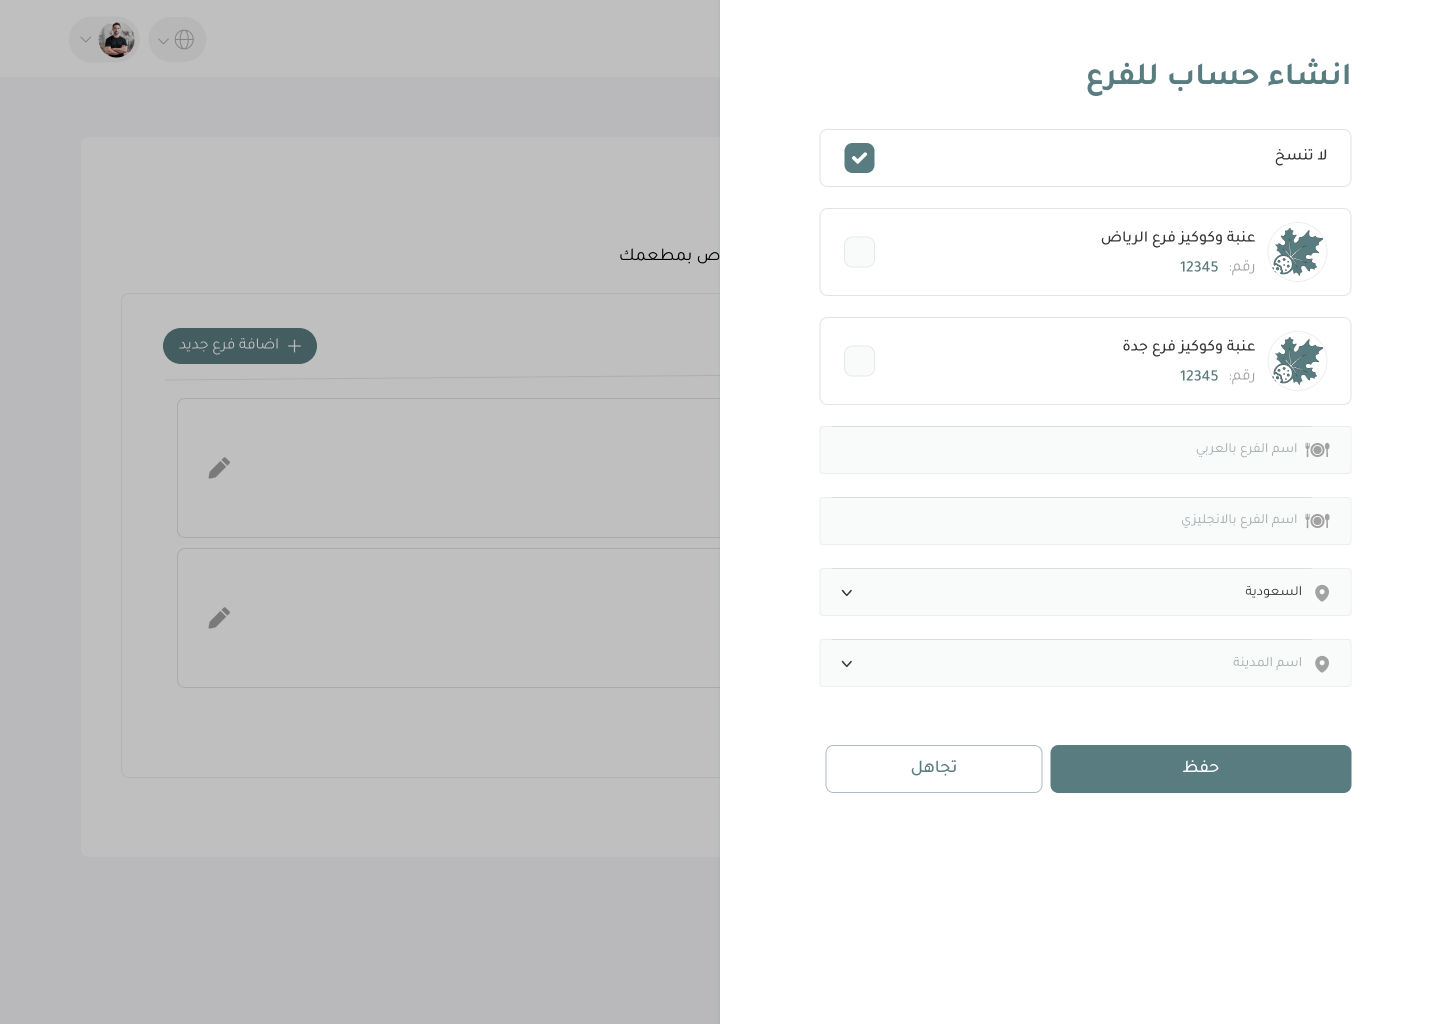 انشاء حساب للفرع
لا تنسخ
عنبة وكوكيز فرع الرياض
رقم: 12345
عنبة وكوكيز فرع جدة
رقم: 12345
اسم الفرع بالعربي
اسم الفرع بالانجليزي
السعودية
اسم المدينة
حفظ
تجاهل
ص بمطعمك
اضافة فرع جديد